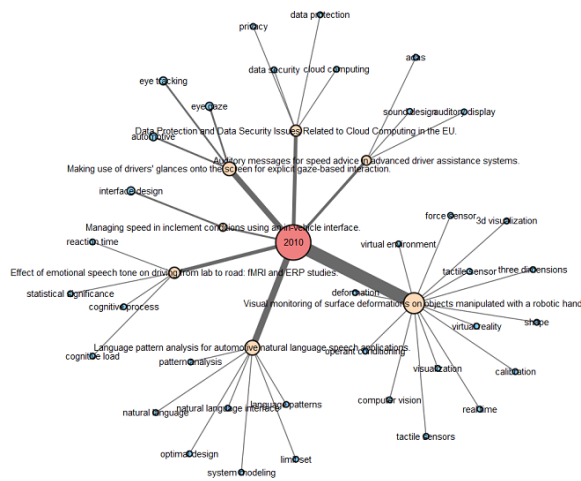 data protection
privacy
adas
data security
cloud computing
eye tracking
eye gaze
sound design
auditory display
Data Protection and Data Security Issues Related to Cloud Computing in the EU.
automotive
Auditory messages for speed advice in advanced driver assistance systems.
Making use of drivers' glances onto the screen for explicit gaze-based interaction.
interface design
force sensor
3d visualization
Managing speed in inclement conditions using an in-vehicle interface.
reaction time
2010
virtual environment
Effect of emotional speech tone on driving from lab to road: fMRI and ERP studies.
tactile sensor
three dimensions
statistical significance
deformation
cognitive process
Visual monitoring of surface deformations on objects manipulated with a robotic hand
virtual reality
shape
Language pattern analysis for automotive natural language speech applications.
operant conditioning
cognitive load
pattern analysis
visualization
calibration
computer vision
language patterns
natural language
natural language interface
real time
tactile sensors
optimal design
limit set
system modeling